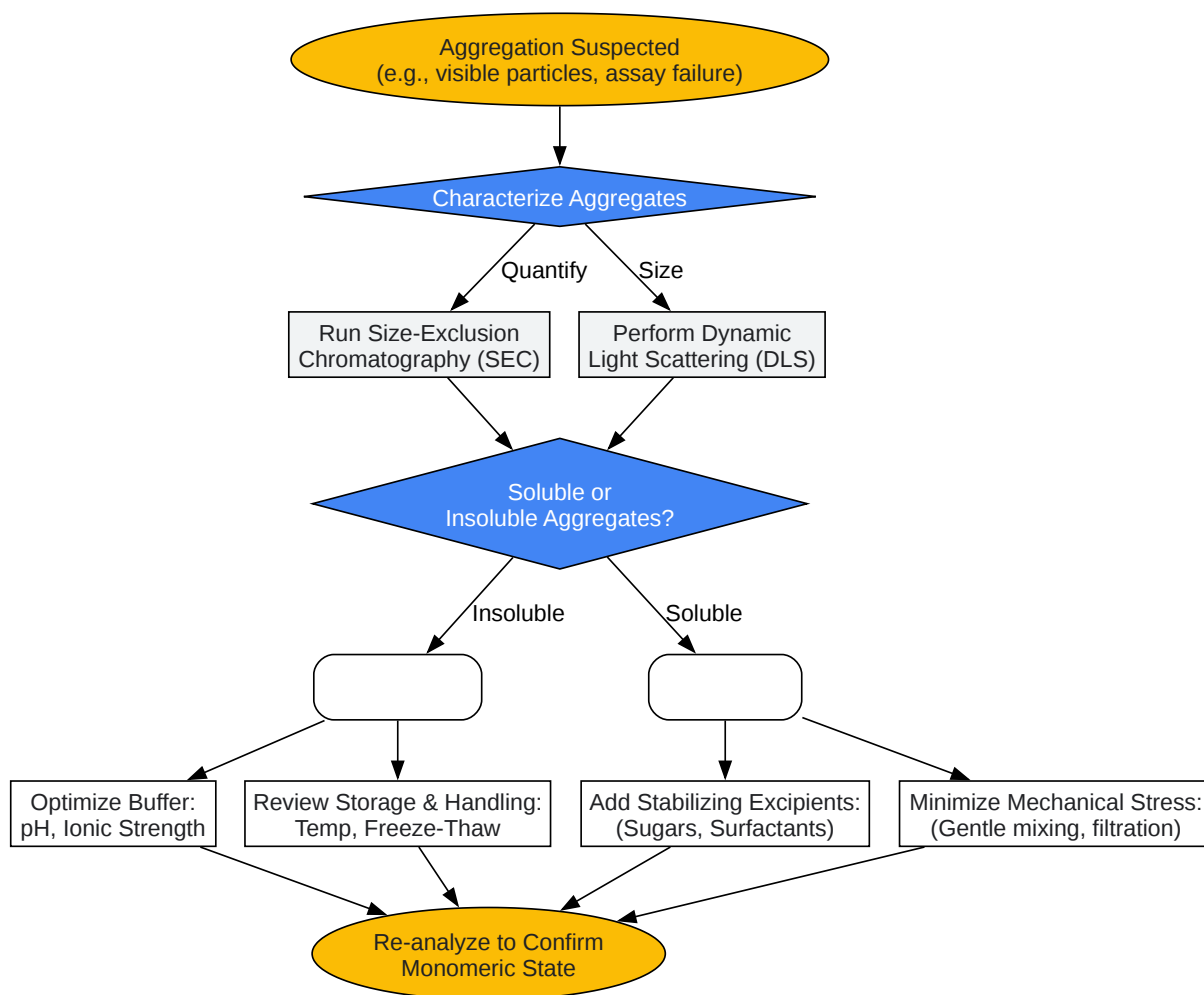 Aggregation Suspected
(e.g., visible particles, assay failure)
Characterize Aggregates
Quantify
Size
Run Size-Exclusion
Chromatography (SEC)
Perform Dynamic
Light Scattering (DLS)
Soluble or
Insoluble Aggregates?
Insoluble
Soluble
Optimize Buffer:
pH, Ionic Strength
Review Storage & Handling:
Temp, Freeze-Thaw
Add Stabilizing Excipients:
(Sugars, Surfactants)
Minimize Mechanical Stress:
(Gentle mixing, filtration)
Re-analyze to Confirm
Monomeric State